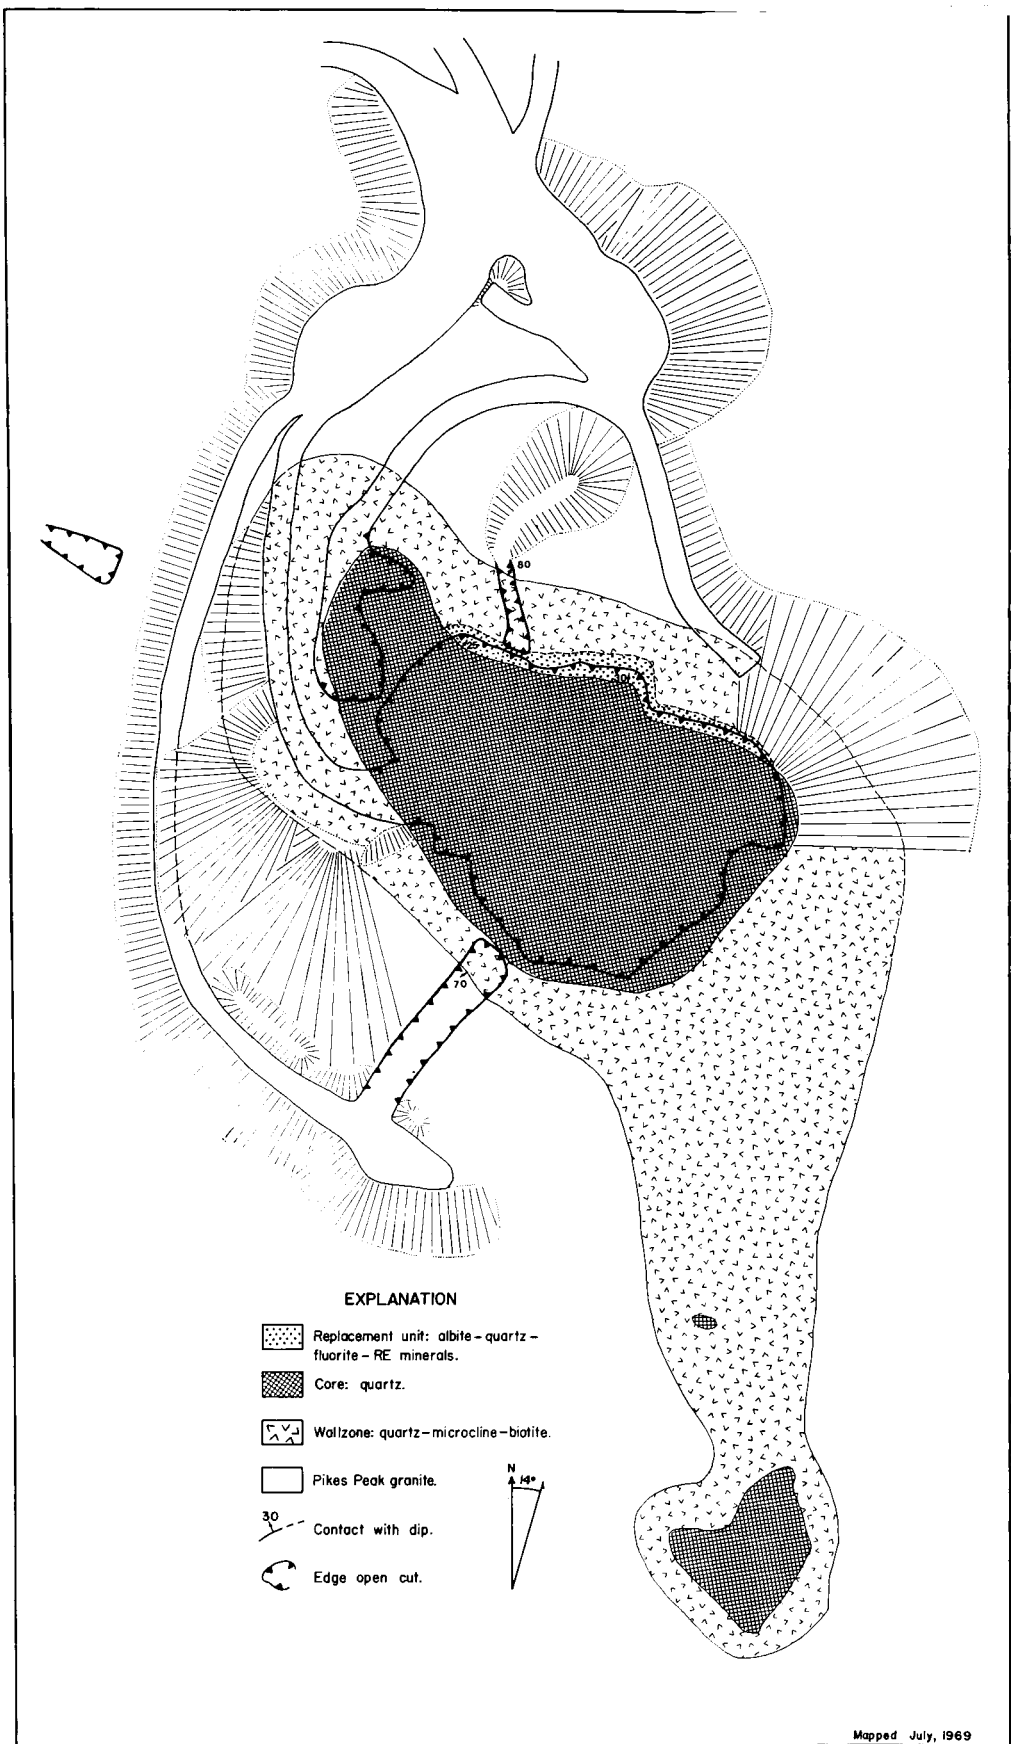 80
70
EXPLANATION
Replacement unit: albite-quartz-
fluorite-RE minerals.
Core: quartz.
Wallzone: quartz-microcline-biotite.
Pikes Peak granite.
30
Contact with dip.
Edge open cut.
N
14°
Mapped July, 1969